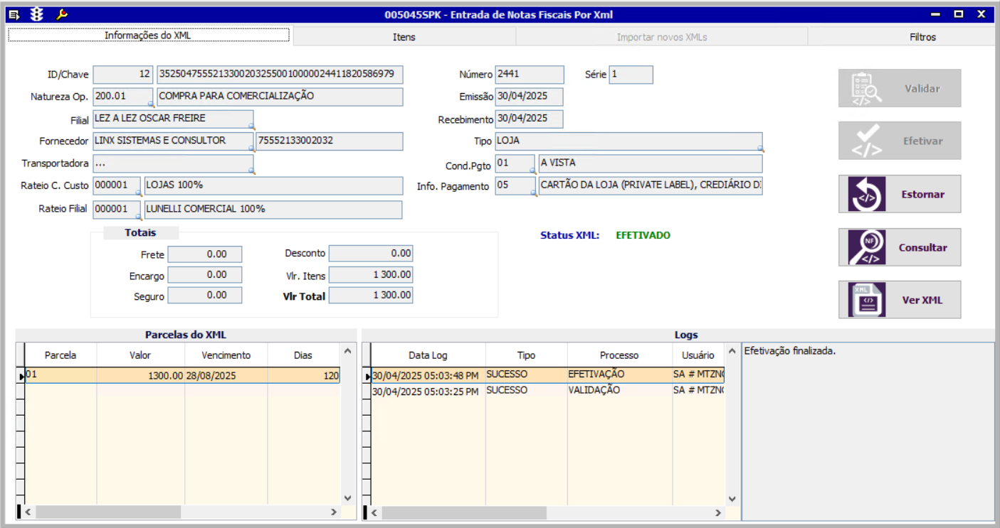 005045SPK - Entrada de Notas Fiscais Por Xml
Informações do XML Itens Importar novos XMLs Filtros
ID/Chave 12 35250475552133002032550010000024411820586979 Número 2441 Série 1
Validar
Natureza Op. 200.01 COMPRA PARA COMERCIALIZAÇÃO Emissão 30/04/2025
Filial LEZ A LEZ OSCAR FREIRE Recebimento 30/04/2025
Fornecedor LINX SISTEMAS E CONSULTOR 75552133002032 Tipo LOJA
Efetivar
Transportadora ... Cond.Pgto 01 A VISTA
Rateio C. Custo 000001 LOJAS 100% Info. Pagamento 05 CARTÃO DA LOJA (PRIVATE LABEL), CREDIÁRIO DI
Estornar
Rateio Filial 000001 LUNELLI COMERCIAL 100%
Totais
Status XML: EFETIVADO
Frete 0.00 Desconto 0.00
NF
Consultar
Encargo 0.00 Vlr. Itens 1 300.00
Seguro 0.00 Vlr Total 1 300.00
XML
Ver XML
Parcelas do XML Logs
Parcela Valor Vencimento Dias Data Log Tipo Processo Usuário Efetivação finalizada.
01 1300.00 28/08/2025 120 30/04/2025 05:03:48 PM SUCESSO EFETIVAÇÃO SA # MTZN
30/04/2025 05:03:25 PM SUCESSO VALIDAÇÃO SA # MTZN